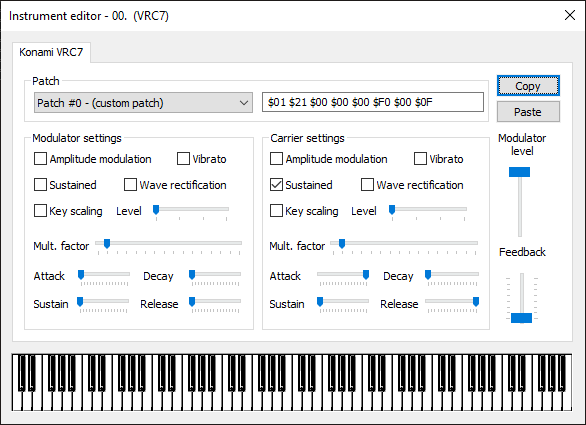 Instrument editor - 00. (VRC7)
Konami VRC7
Patch
Patch #0 - (custom patch)
$01 $21 $00 $00 $00 $F0 $00 $0F
Copy
Paste
Modulator settings
Amplitude modulation
Vibrato
Sustained
Wave rectification
Key scaling
Level
Mult. factor
Attack
Decay
Sustain
Release
Carrier settings
Amplitude modulation
Vibrato
Sustained
Wave rectification
Key scaling
Level
Mult. factor
Attack
Decay
Sustain
Release
Modulator
level
Feedback